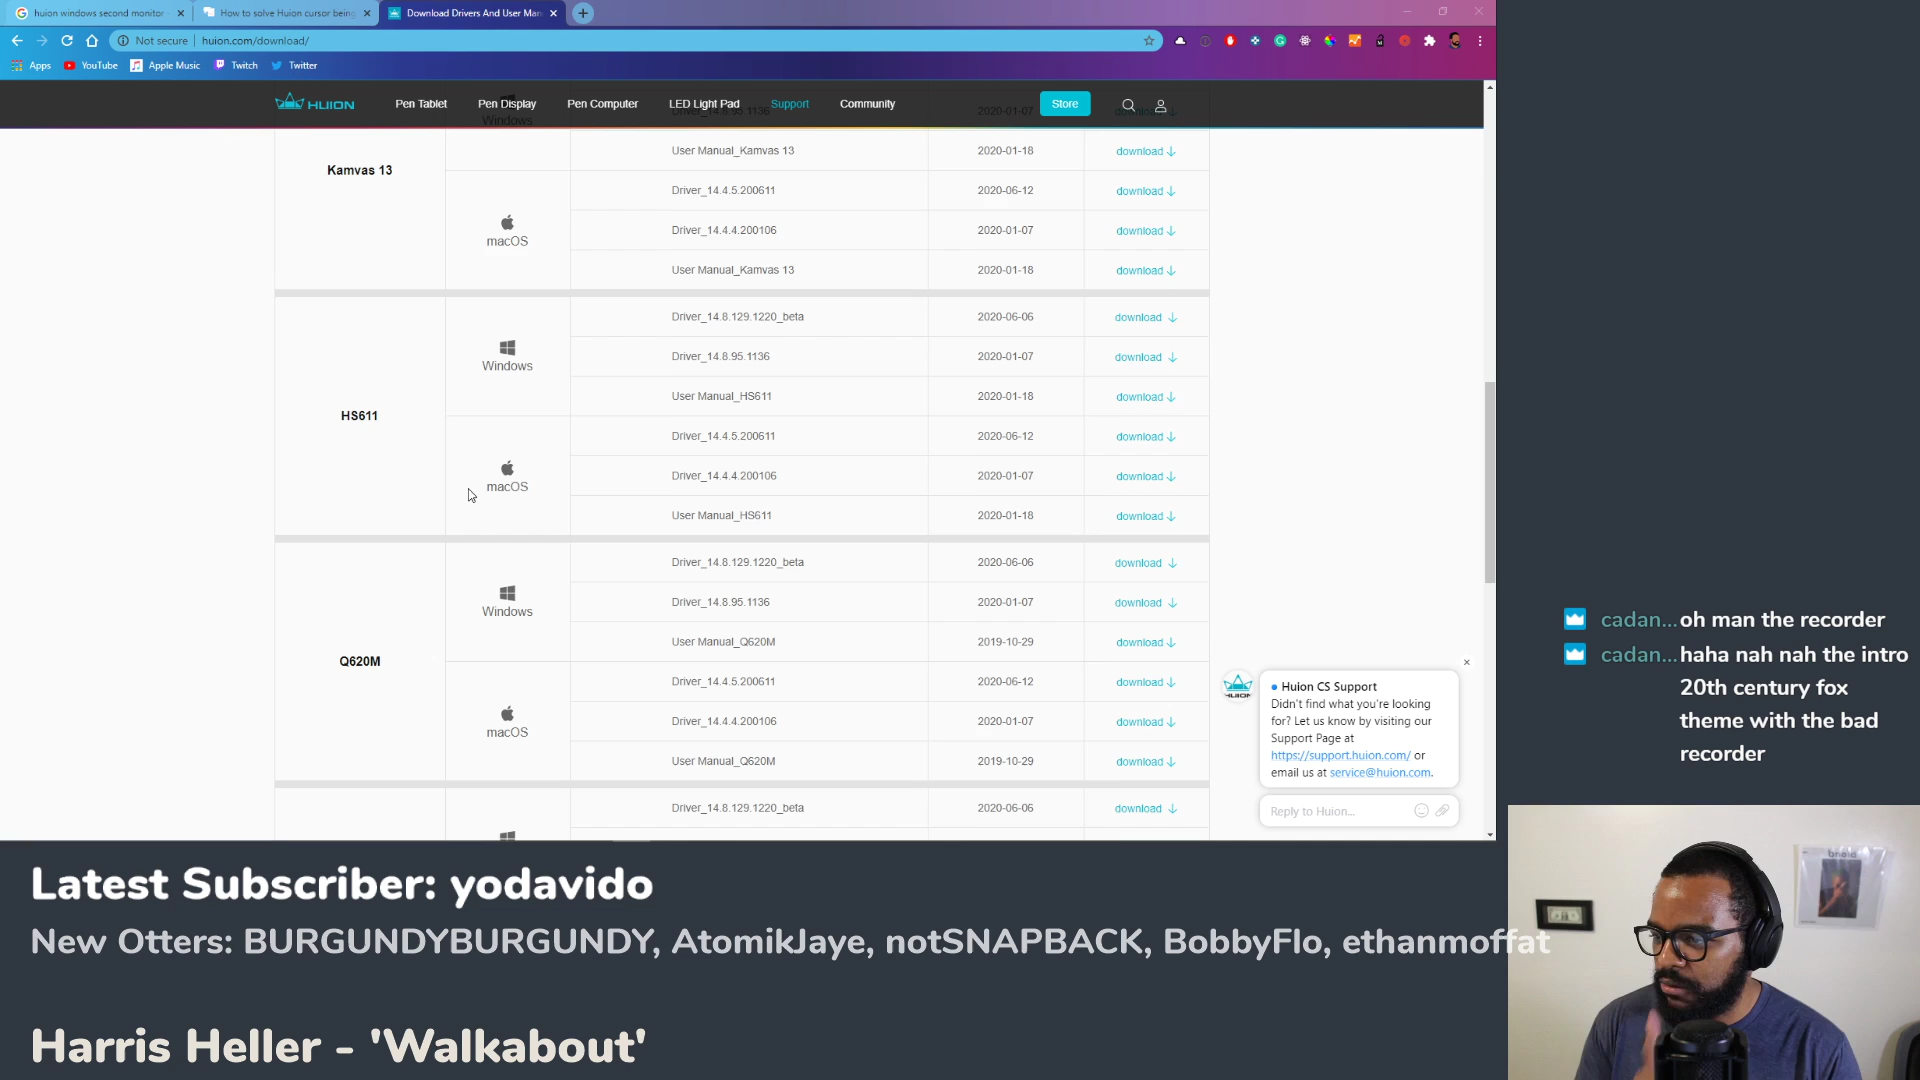 huion windows second monitor
How to solve Huion cursor being
Download Drivers And User Man
Not secure | huion.com/download/
Apps YouTube Apple Music Twitch Twitter
HUION Pen Tablet Pen Display Pen Computer LED Light Pad Support Community Store
Windows 2020-01-07
Kamvas 13
User Manual_Kamvas 13 2020-01-18 download
macOS
Driver_14.4.5.200611 2020-06-12 download
Driver_14.4.4.200106 2020-01-07 download
User Manual_Kamvas 13 2020-01-18 download
HS611
Windows
Driver_14.8.129.1220_beta 2020-06-06 download
Driver_14.8.95.1136 2020-01-07 download
User Manual_HS611 2020-01-18 download
macOS
Driver_14.4.5.200611 2020-06-12 download
Driver_14.4.4.200106 2020-01-07 download
User Manual_HS611 2020-01-18 download
Q620M
Windows
Driver_14.8.129.1220_beta 2020-06-06 download
Driver_14.8.95.1136 2020-01-07 download
User Manual_Q620M 2019-10-29 download
macOS
Driver_14.4.5.200611 2020-06-12 download
Driver_14.4.4.200106 2020-01-07 download
User Manual_Q620M 2019-10-29 download
Driver_14.8.129.1220_beta 2020-06-06 download
HUION
Huion CS Support
Didn't find what you're looking
for? Let us know by visiting our
Support Page at
https://support.huion.com/ or
email us at service@huion.com.
Reply to Huion...
cadan... oh man the recorder
cadan... haha nah nah the intro
20th century fox
theme with the bad
recorder
Latest Subscriber: yodavido
New Otters: BURGUNDYBURGUNDY, AtomikJaye, notSNAPBACK, BobbyFlo, ethanmoffat
Harris Heller - 'Walkabout'